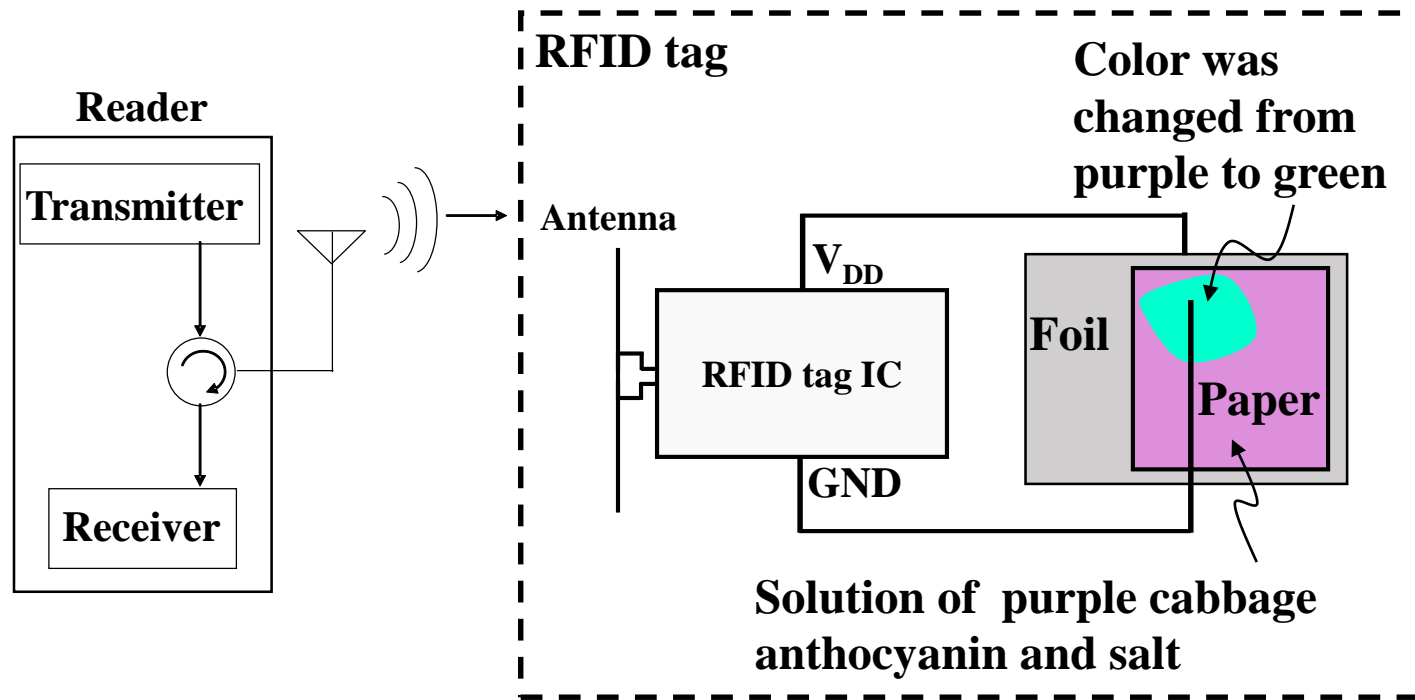 Reader
Transmitter
Receiver
RFID tag
Antenna
VDD
RFID tag IC
GND
Color was
changed from
purple to green
Foil
Paper
Solution of purple cabbage
anthocyanin and salt